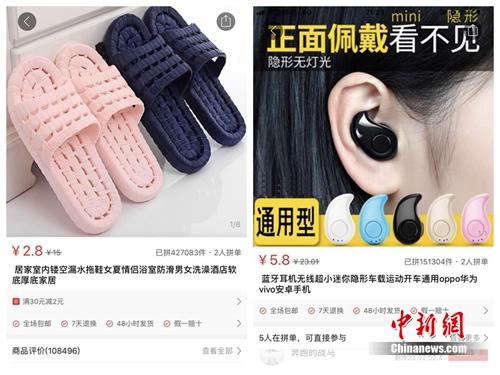 1/8
¥ 2.8 ¥15
已拼427083件·2人拼单
居家室内镂空漏水拖鞋女夏情侣浴室防滑男女洗澡酒店软
底厚底家居
满30元减2元
全场包邮 7天退换 48小时发货 假一赔十
商品评价(108496) 查看全部
mini 隐形
正面佩戴看不见
隐形无灯光
通用型
¥ 5.8 ¥23.01
已拼151304件·2人拼单
蓝牙耳机无线超小迷你隐形车载运动开车通用oppo华为
vivo安卓手机
全场包邮 7天退换 48小时发货 假一赔十
5人在拼单，可直接参与
奔跑的战马
中新网
Chinanews.com